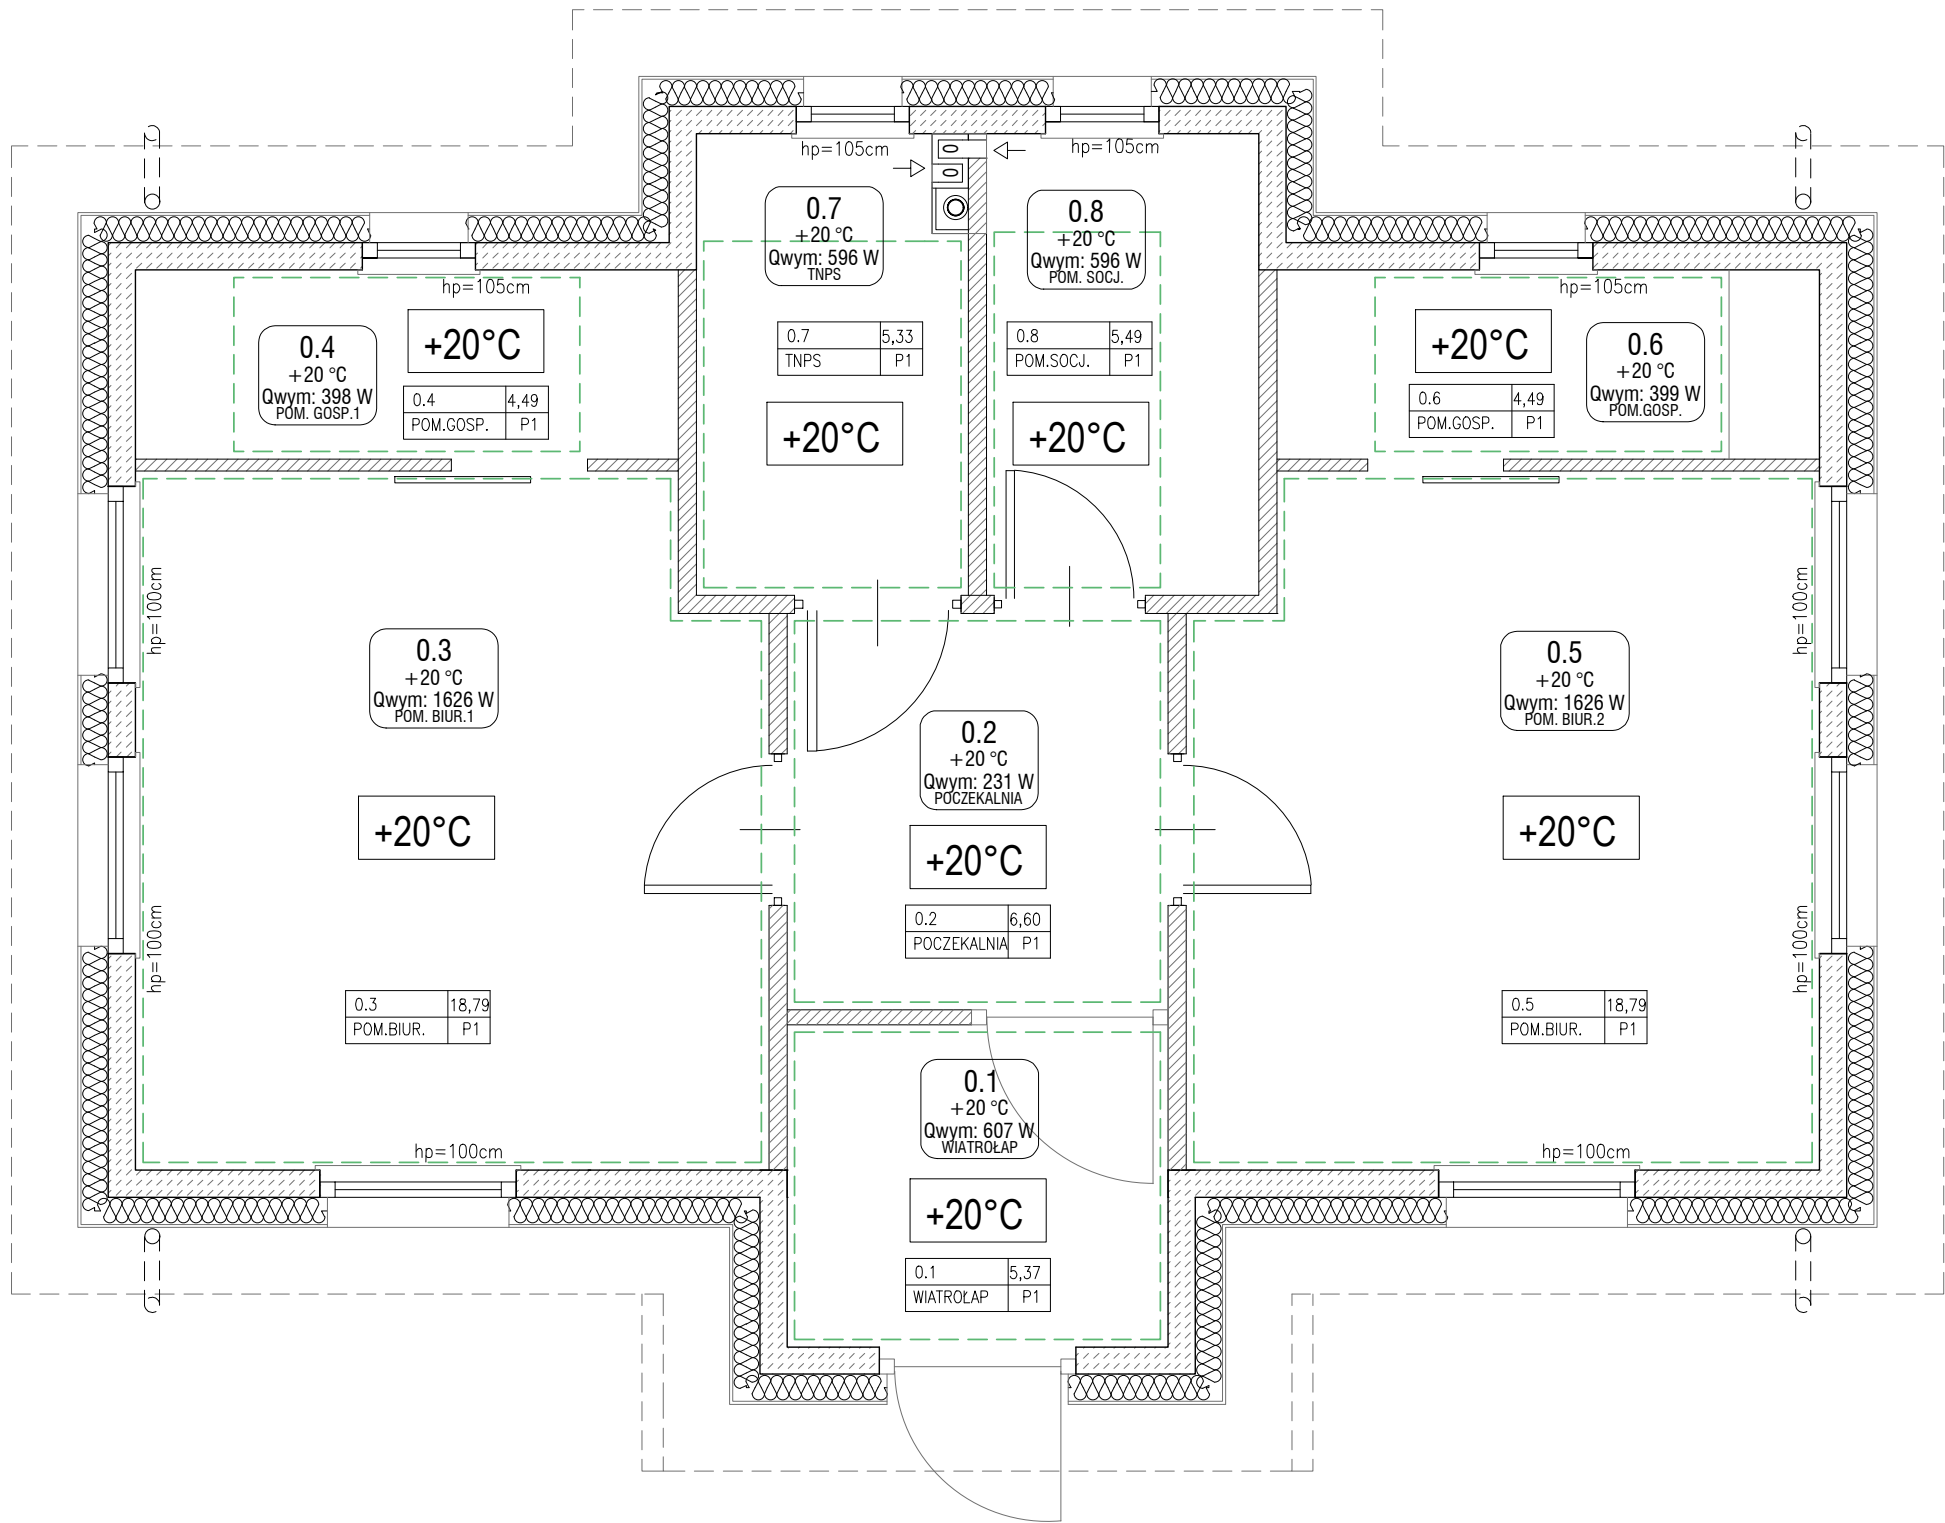 hp=105cm
hp=105cm
0.7
+20 °C
Qwym: 596 W
TNPS
0.8
+20 °C
Qwym: 596 W
POM. SOCJ.
hp=105cm
hp=105cm
0.4
+20 °C
Qwym: 398 W
POM. GOSP.1
+20°C
0.4 4,49
POM.GOSP. P1
0.7 5,33
TNPS P1
+20°C
0.8 5,49
POM.SOCJ. P1
+20°C
+20°C
0.6 4,49
POM.GOSP. P1
0.6
+20 °C
Qwym: 399 W
POM.GOSP.
hp=100cm
0.3
+20 °C
Qwym: 1626 W
POM. BIUR.1
+20°C
hp=100cm
0.3 18,79
POM.BIUR. P1
hp=100cm
0.2
+20 °C
Qwym: 231 W
POCZEKALNIA
+20°C
0.2 6,60
POCZEKALNIA P1
0.5
+20 °C
Qwym: 1626 W
POM. BIUR.2
hp=100cm
+20°C
hp=100cm
0.5 18,79
POM.BIUR. P1
hp=100cm
0.1
+20 °C
Qwym: 607 W
WIATROŁAP
+20°C
0.1 5,37
WIATROŁAP P1